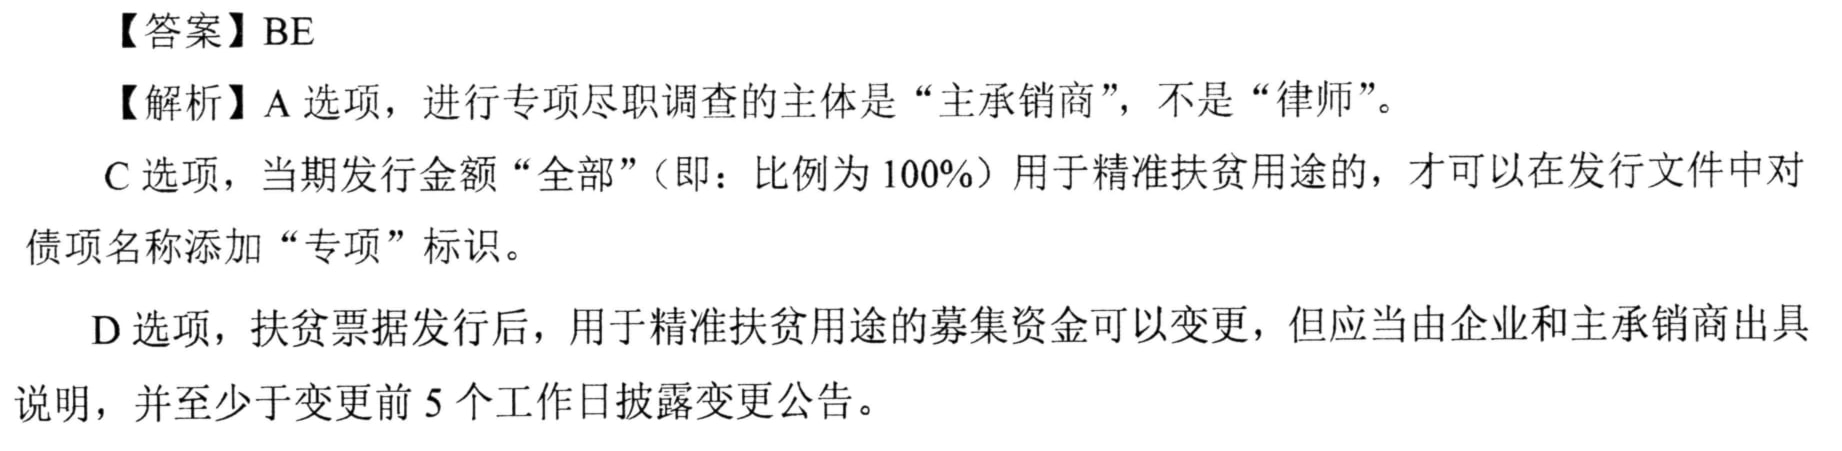 【答案】BE
【解析】A 选项，进行专项尽职调查的主体是“主承销商”，不是“律师”。
C 选项，当期发行金额“全部”（即：比例为 100%）用于精准扶贫用途的，才可以在发行文件中对
债项名称添加“专项”标识。
D 选项，扶贫票据发行后，用于精准扶贫用途的募集资金可以变更，但应当由企业和主承销商出具
说明，并至少于变更前 5 个工作日披露变更公告。